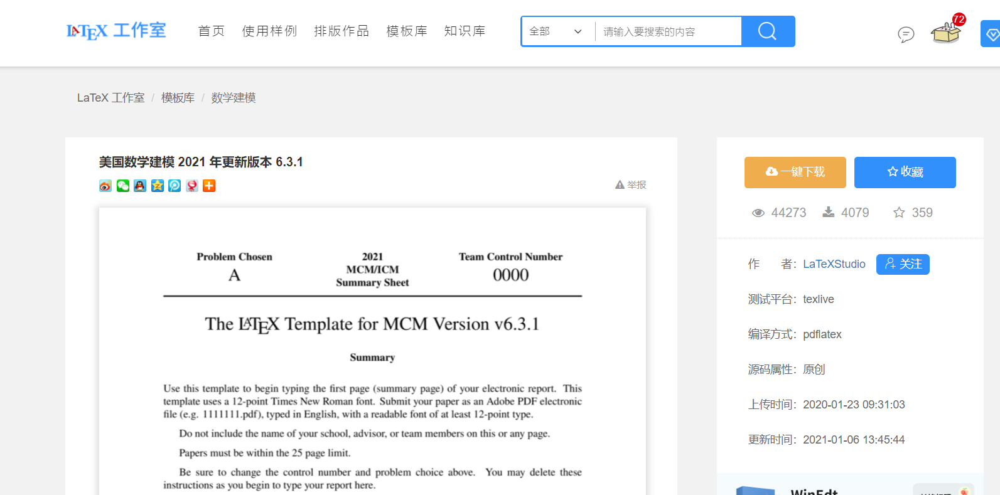 LATEX 工作室
首页 使用样例 排版作品 模板库 知识库
全部 请输入要搜索的内容
72
LaTeX 工作室 / 模板库 / 数学建模
美国数学建模 2021 年更新版本 6.3.1
举报
Problem Chosen
A
2021
MCM/ICM
Summary Sheet
Team Control Number
0000
The LATEX Template for MCM Version v6.3.1
Summary
Use this template to begin typing the first page (summary page) of your electronic report. This
template uses a 12-point Times New Roman font. Submit your paper as an Adobe PDF electronic
file (e.g. 1111111.pdf), typed in English, with a readable font of at least 12-point type.
Do not include the name of your school, advisor, or team members on this or any page.
Papers must be within the 25 page limit.
Be sure to change the control number and problem choice above. You may delete these
instructions as you begin to type your report here.
一键下载 收藏
44273 4079 359
作 者: LaTeXStudio 关注
测试平台: texlive
编译方式: pdflatex
源码属性: 原创
上传时间: 2020-01-23 09:31:03
更新时间: 2021-01-06 13:45:44
WinEdt